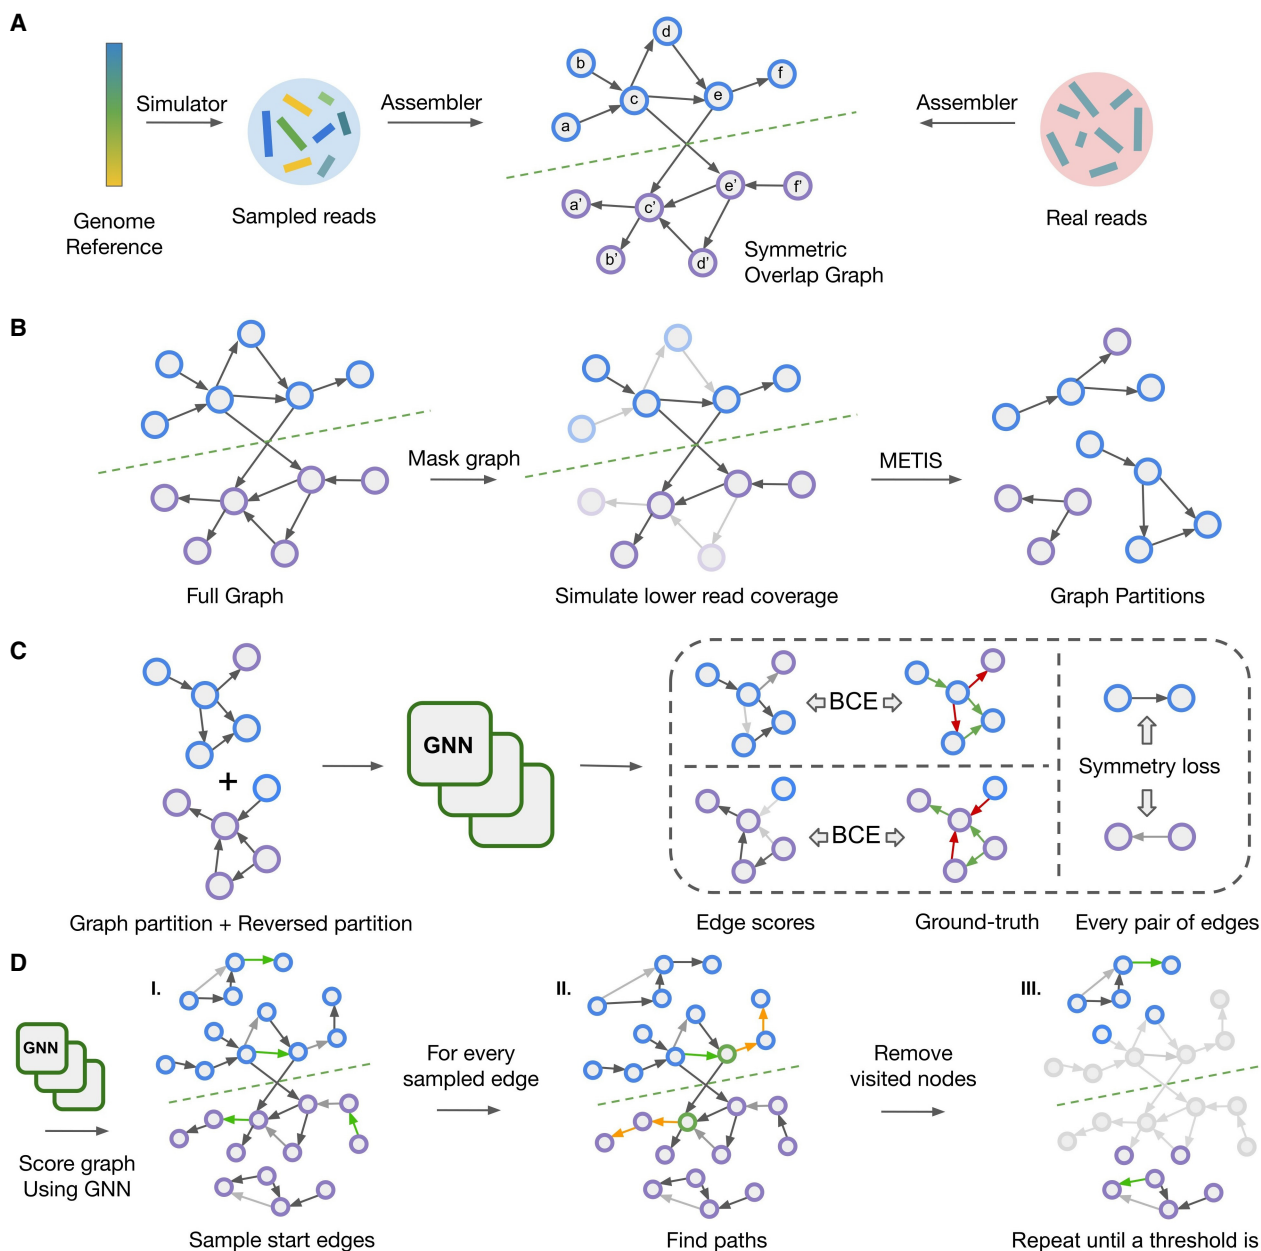 A
Simulator
Assembler
Assembler
Genome
Reference
Sampled reads
a
b
c
d
e
f
a'
b'
c'
d'
e'
f'
Symmetric
Overlap Graph
Real reads
B
Mask graph
METIS
Full Graph
Simulate lower read coverage
Graph Partitions
C
+
GNN
BCE
BCE
Symmetry loss
Graph partition + Reversed partition
Edge scores
Ground-truth
Every pair of edges
D
I.
II.
III.
GNN
For every
sampled edge
Remove
visited nodes
Score graph
Using GNN
Sample start edges
Find paths
Repeat until a threshold is